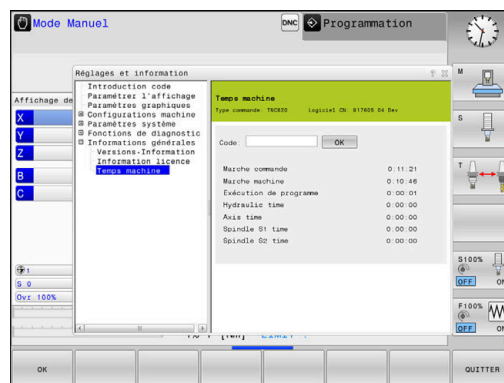 Mode Manuel
DNC
Programmation
Réglages et information
Affichage de
X
Y
Z
B
C
1
S 0
Ovr 100%
Introduction code
Paramétrer l'affichage
Paramètres graphiques
Configurations machine
Paramètres système
Fonctions de diagnostic
Informations générales
Versions-Information
Information licence
Temps machine
Temps machine
Type commande: TNC620 Logiciel CN: 817605 04 Dev
Code:
OK
Marche commande 0:11:21
Marche machine 0:10:46
Exécution de programme 0:00:01
Hydraulic time 0:00:00
Axis time 0:00:00
Spindle S1 time 0:00:00
Spindle S2 time 0:00:00
M
S
T
S100%
OFF ON
F100%
OFF ON
OK
QUITTER